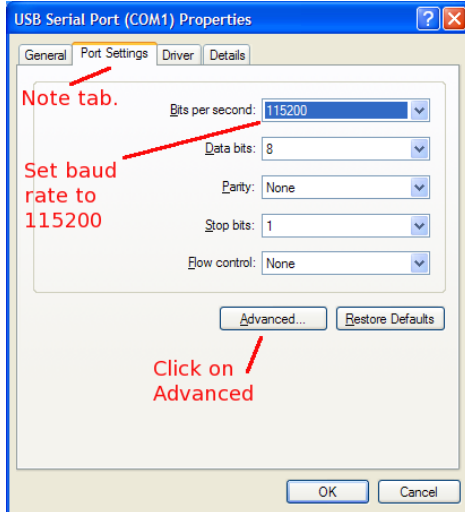 USB Serial Port (COM1) Properties
General Port Settings Driver Details
Note tab.
Bits per second: 115200
Data bits: 8
Set baud
rate to
115200
Parity: None
Stop bits: 1
Flow control: None
Advanced... Restore Defaults
Click on
Advanced
OK Cancel